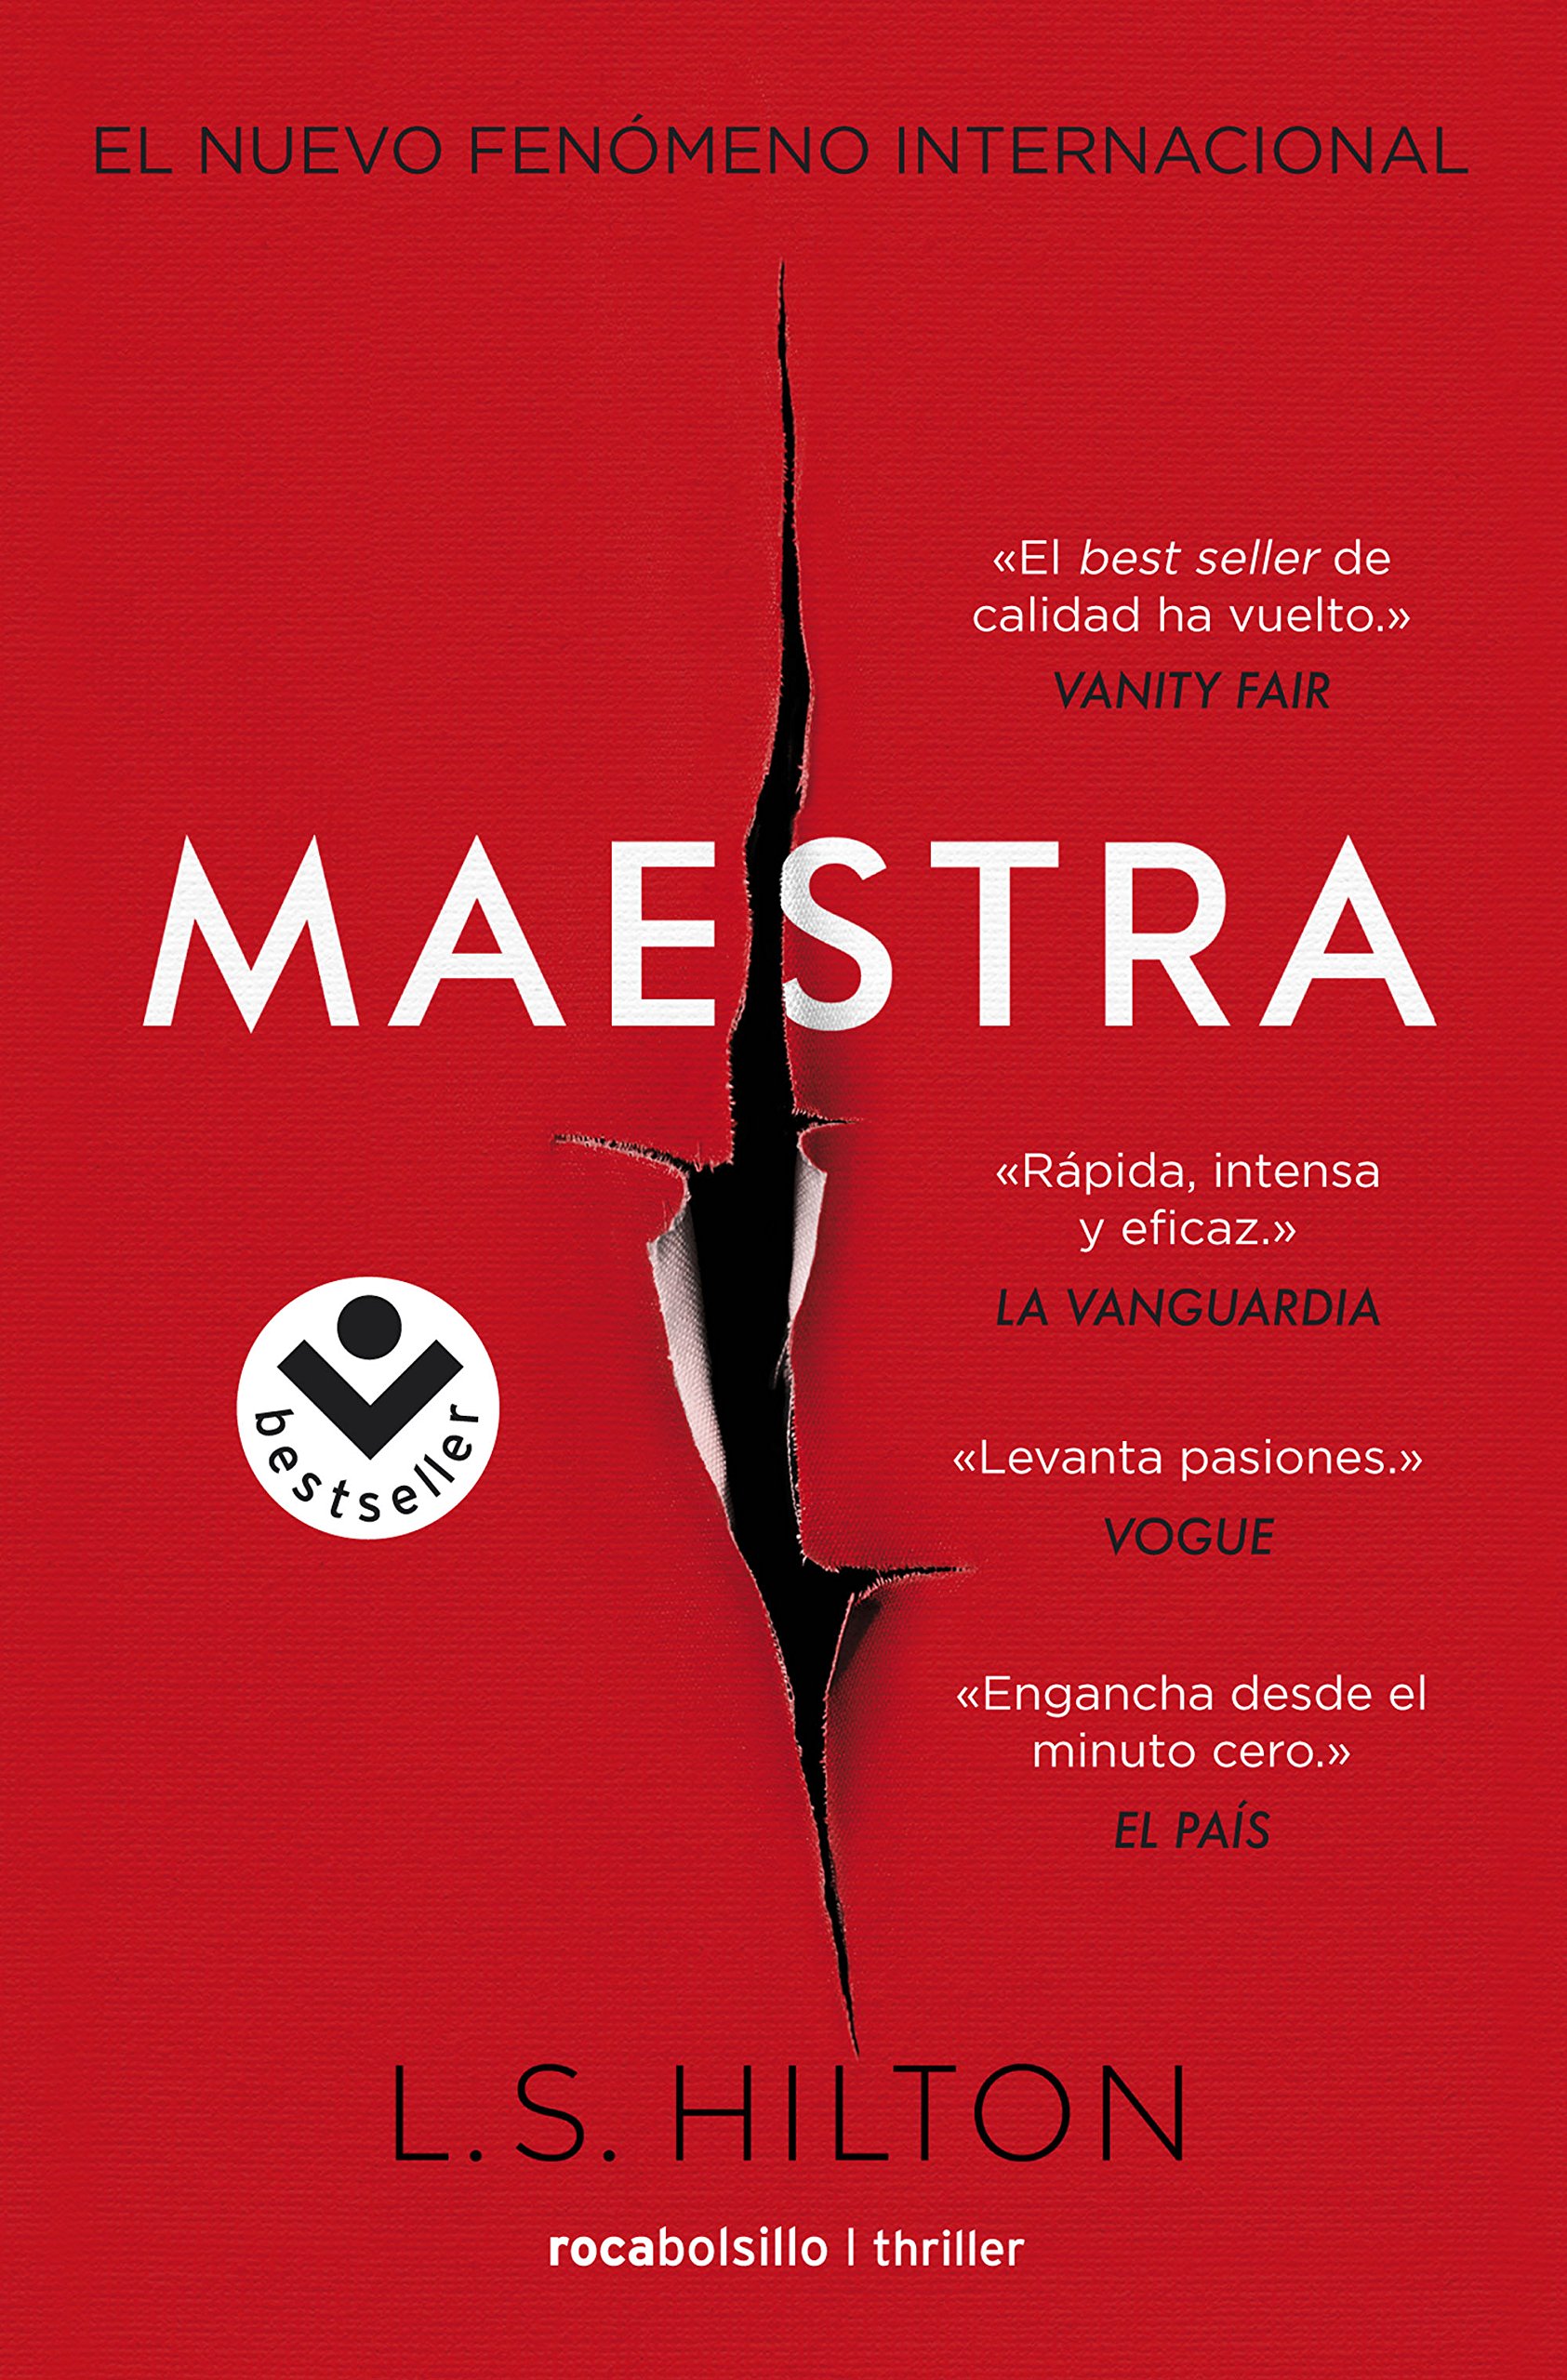 EL NUEVO FENÓMENO INTERNACIONAL
«El best seller de
calidad ha vuelto.»
VANITY FAIR
MAESTRA
«Rápida, intensa
y eficaz.»
LA VANGUARDIA
bestseller
«Levanta pasiones.»
VOGUE
«Engancha desde el
minuto cero.»
EL PAÍS
L.S. HILTON
rocabolsillo | thriller